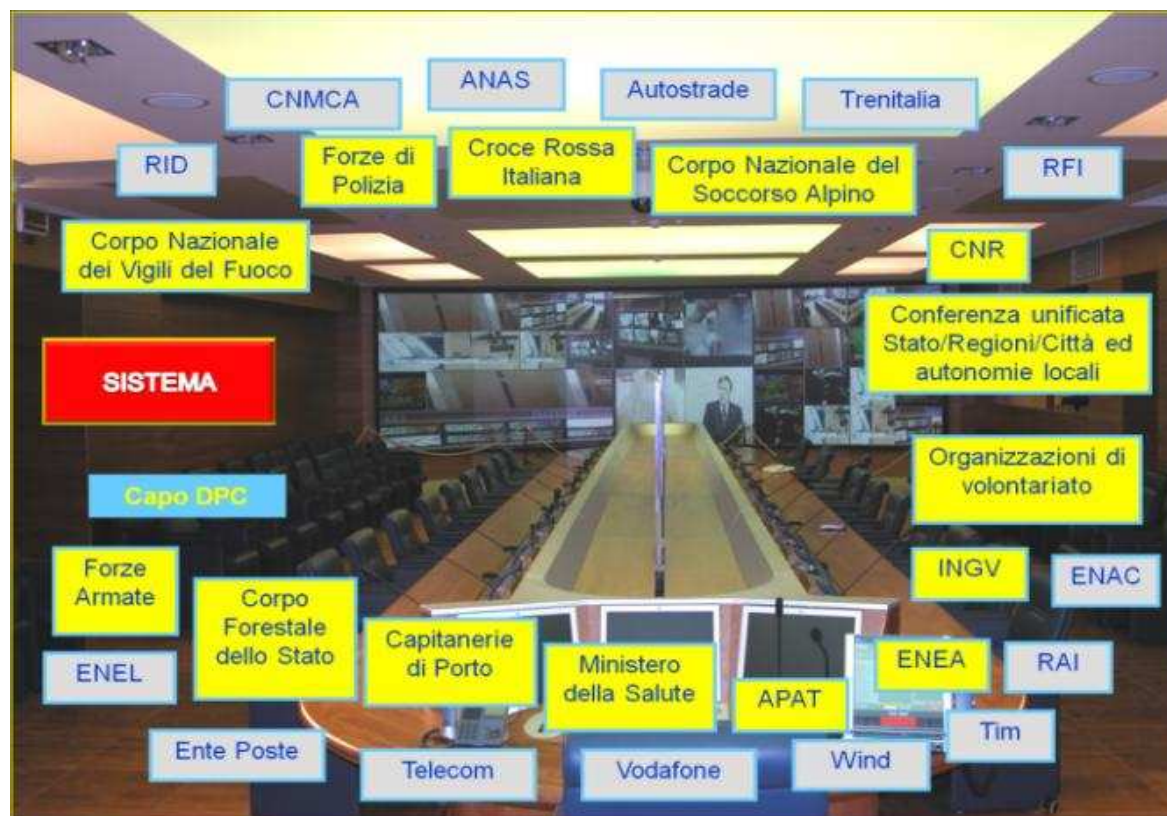 CNMCA
ANAS
Autostrade
Trenitalia
RID
Forze di
Polizia
Croce Rossa
Italiana
Corpo Nazionale del
Soccorso Alpino
RFI
Corpo Nazionale
dei Vigili del Fuoco
CNR
Conferenza unificata
Stato/Regioni/Città ed
autonomie locali
SISTEMA
Organizzazioni di
volontariato
Capo DPC
Forze
Armate
Corpo
Forestale
dello Stato
Capitanerie
di Porto
Ministero
della Salute
APAT
ENEA
INGV
ENAC
ENEL
RAI
Ente Poste
Telecom
Vodafone
Wind
Tim